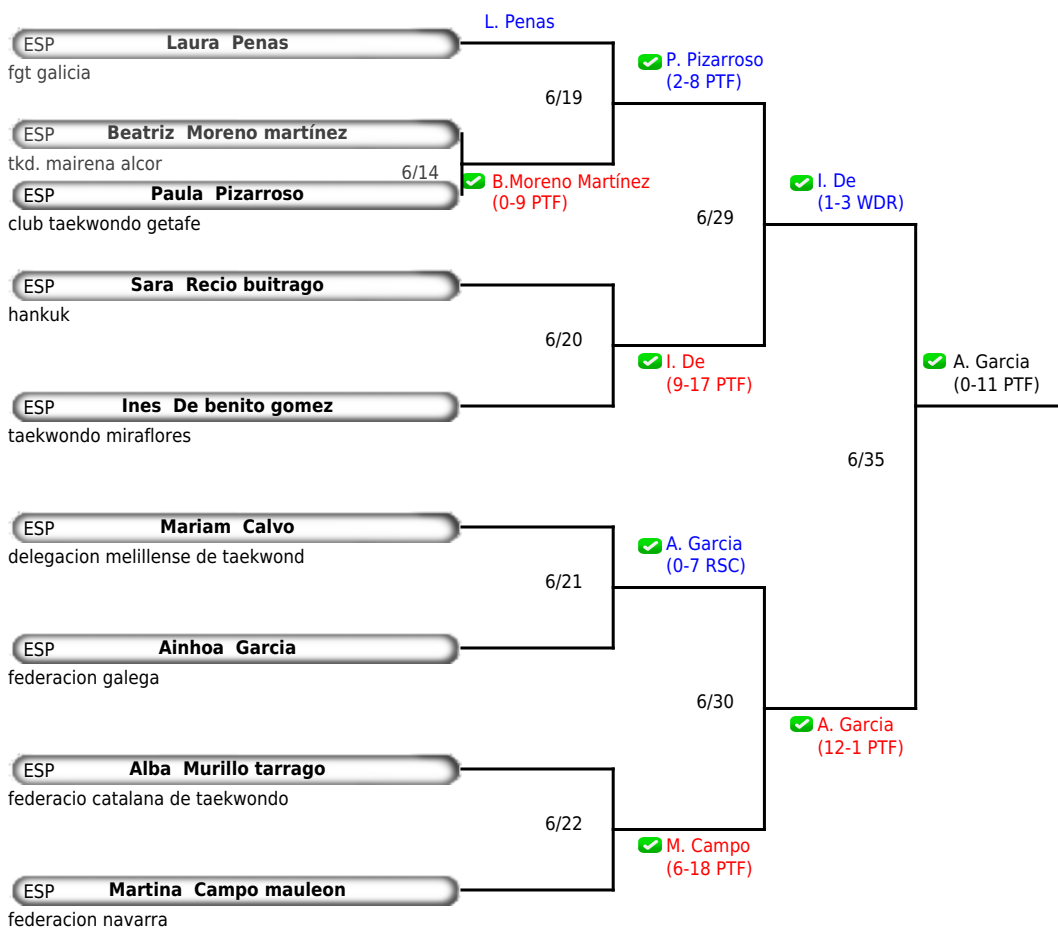 L. Penas
ESP Laura Penas
fgt galicia
P. Pizarroso
(2-8 PTF)
6/19
ESP Beatriz Moreno martínez
tkd. mairena alcor
6/14
B.Moreno Martínez
(0-9 PTF)
I. De
(1-3 WDR)
ESP Paula Pizarroso
club taekwondo getafe
6/29
ESP Sara Recio buitrago
hankuk
6/20
I. De
(9-17 PTF)
A. Garcia
(0-11 PTF)
ESP Ines De benito gomez
taekwondo miraflores
6/35
ESP Mariam Calvo
delegacion melillense de taekwond
A. Garcia
(0-7 RSC)
6/21
ESP Ainhoa Garcia
federacion galega
6/30
A. Garcia
(12-1 PTF)
ESP Alba Murillo tarrago
federacio catalana de taekwondo
6/22
M. Campo
(6-18 PTF)
ESP Martina Campo mauleon
federacion navarra